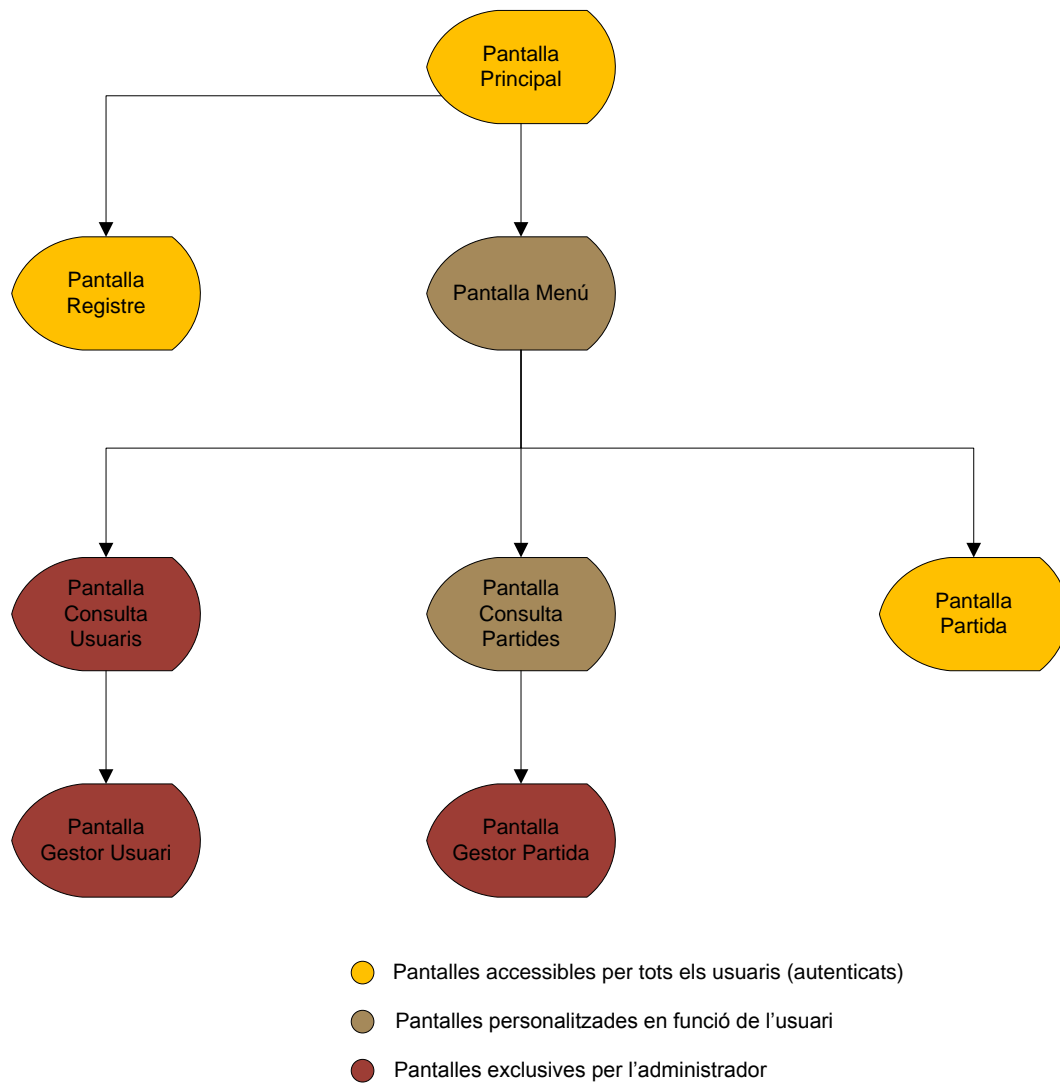 Pantalla
Principal
Pantalla
Registre
Pantalla Menú
Pantalla
Consulta
Usuaris
Pantalla
Consulta
Partides
Pantalla
Partida
Pantalla
Gestor Usuari
Pantalla
Gestor Partida
Pantalles accessibles per tots els usuaris (autenticats)
Pantalles personalitzades en funció de l’usuari
Pantalles exclusives per l’administrador